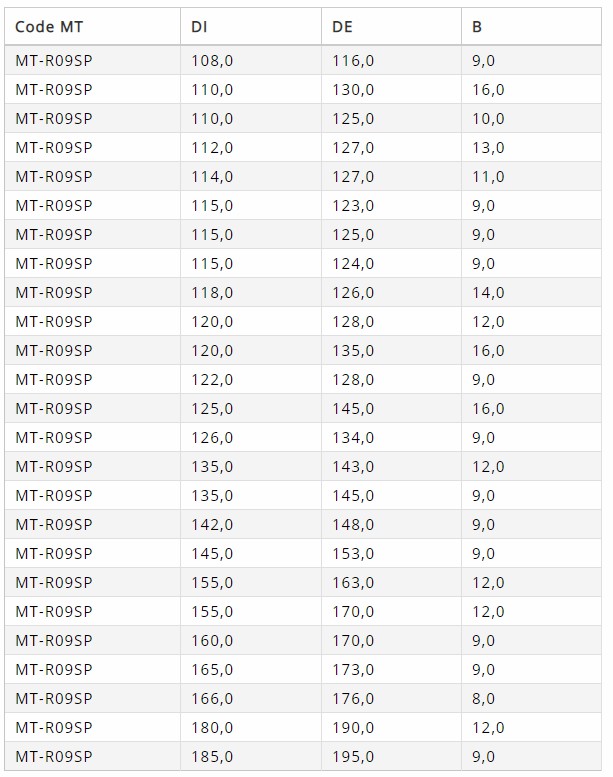 Code MT DI DE B
MT-R09SP 108,0 116,0 9,0
MT-R09SP 110,0 130,0 16,0
MT-R09SP 110,0 125,0 10,0
MT-R09SP 112,0 127,0 13,0
MT-R09SP 114,0 127,0 11,0
MT-R09SP 115,0 123,0 9,0
MT-R09SP 115,0 125,0 9,0
MT-R09SP 115,0 124,0 9,0
MT-R09SP 118,0 126,0 14,0
MT-R09SP 120,0 128,0 12,0
MT-R09SP 120,0 135,0 16,0
MT-R09SP 122,0 128,0 9,0
MT-R09SP 125,0 145,0 16,0
MT-R09SP 126,0 134,0 9,0
MT-R09SP 135,0 143,0 12,0
MT-R09SP 135,0 145,0 9,0
MT-R09SP 142,0 148,0 9,0
MT-R09SP 145,0 153,0 9,0
MT-R09SP 155,0 163,0 12,0
MT-R09SP 155,0 170,0 12,0
MT-R09SP 160,0 170,0 9,0
MT-R09SP 165,0 173,0 9,0
MT-R09SP 166,0 176,0 8,0
MT-R09SP 180,0 190,0 12,0
MT-R09SP 185,0 195,0 9,0